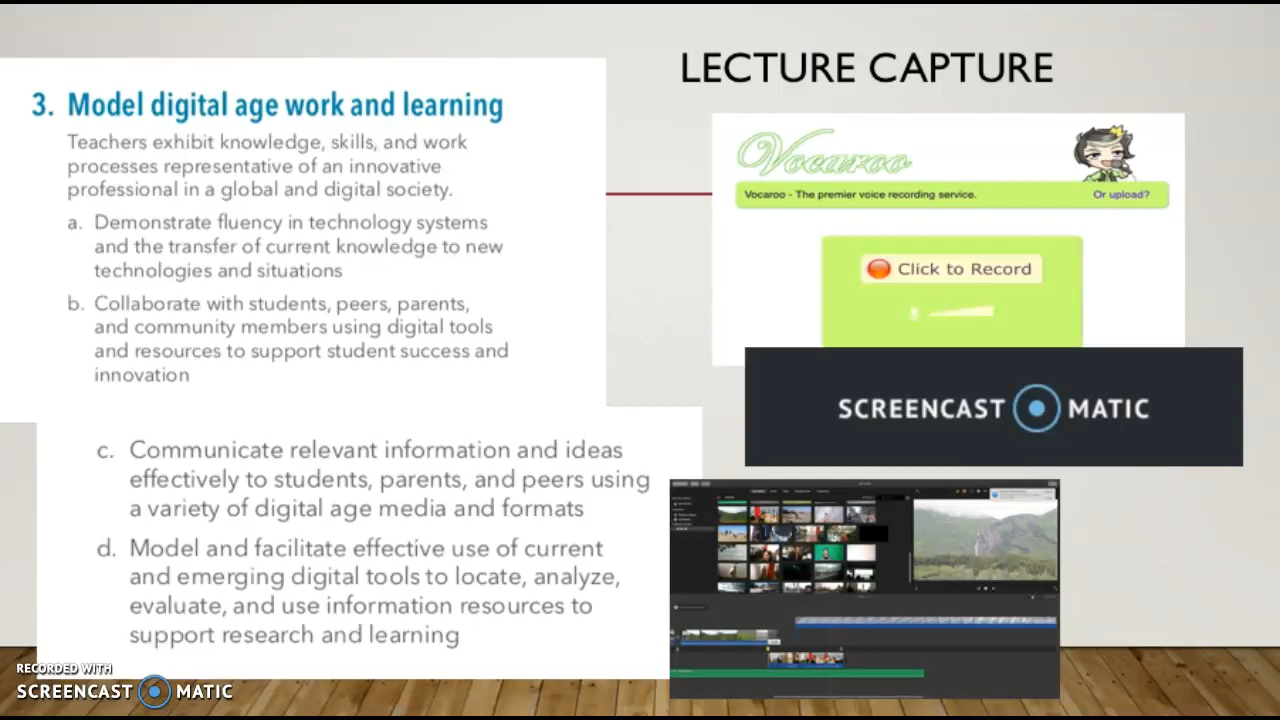 LECTURE CAPTURE
3. Model digital age work and learning
Teachers exhibit knowledge, skills, and work
processes representative of an innovative
professional in a global and digital society.
a. Demonstrate fluency in technology systems
and the transfer of current knowledge to new
technologies and situations
b. Collaborate with students, peers, parents,
and community members using digital tools
and resources to support student success and
innovation
c. Communicate relevant information and ideas
effectively to students, parents, and peers using
a variety of digital age media and formats
d. Model and facilitate effective use of current
and emerging digital tools to locate, analyze,
evaluate, and use information resources to
support research and learning
Vocaroo
Vocaroo - The premier voice recording service. Or upload?
Click to Record
SCREENCAST MATIC
RECORDED WITH
SCREENCAST MATIC